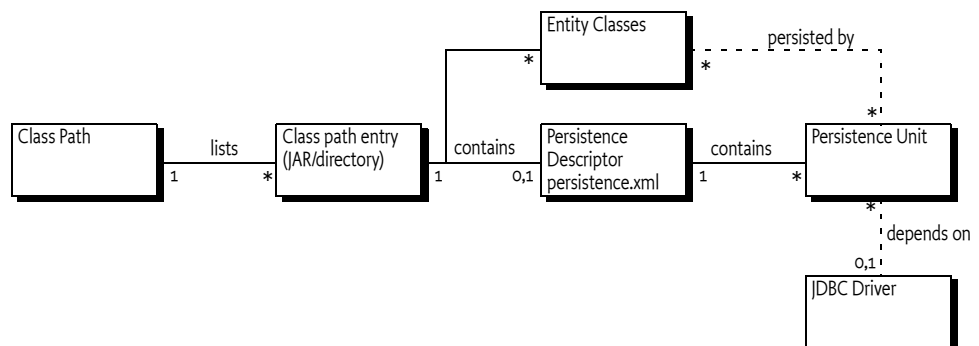 Entity Classes
persisted by
*
*
*
Class Path
lists
1
*
Class path entry
(JAR/directory)
contains
1
0,1
Persistence
Descriptor
persistence.xml
contains
1
*
Persistence Unit
*
depends on
0,1
JDBC Driver